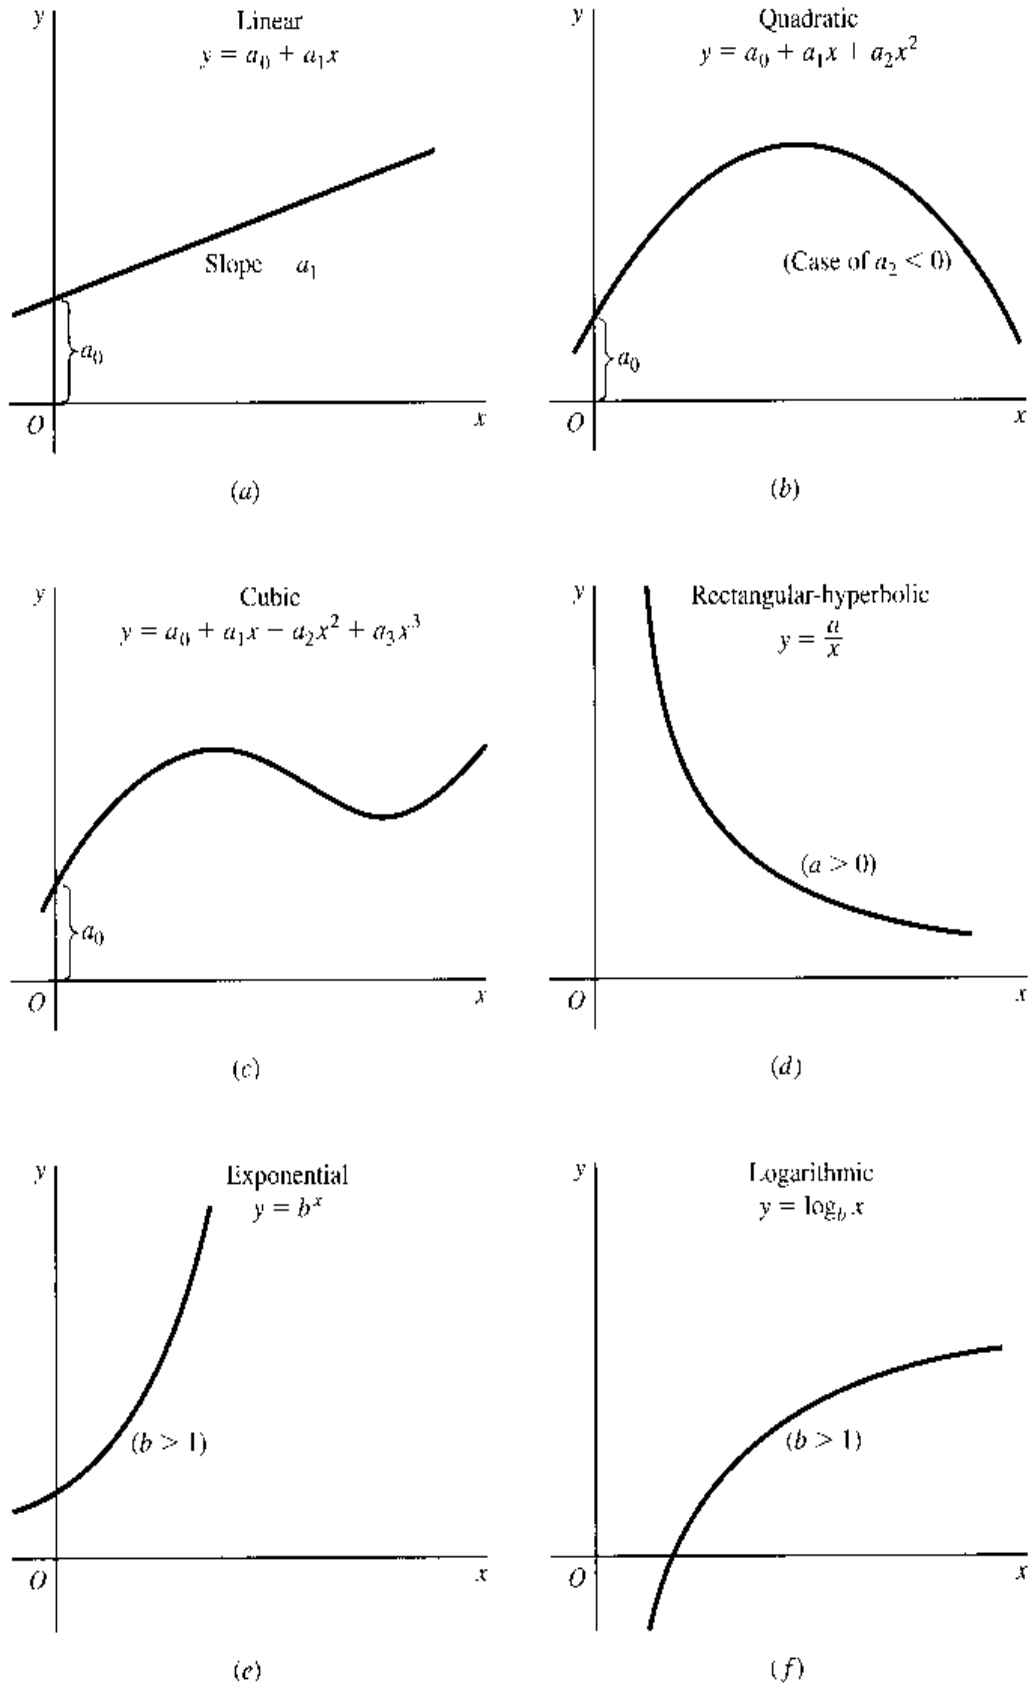 y
Linear
y = a₀ + a₁x
Slope a₁
a₀
O
x
(a)
y
Quadratic
y = a₀ + a₁x + a₂x²
(Case of a₂ < 0)
a₀
O
x
(b)
y
Cubic
y = a₀ + a₁x − a₂x² + a₃x³
a₀
O
x
(c)
y
Rectangular-hyperbolic
y = a/x
(a > 0)
O
x
(d)
y
Exponential
y = bˣ
(b > 1)
O
x
(e)
y
Logarithmic
y = log_b x
(b > 1)
O
x
(f)